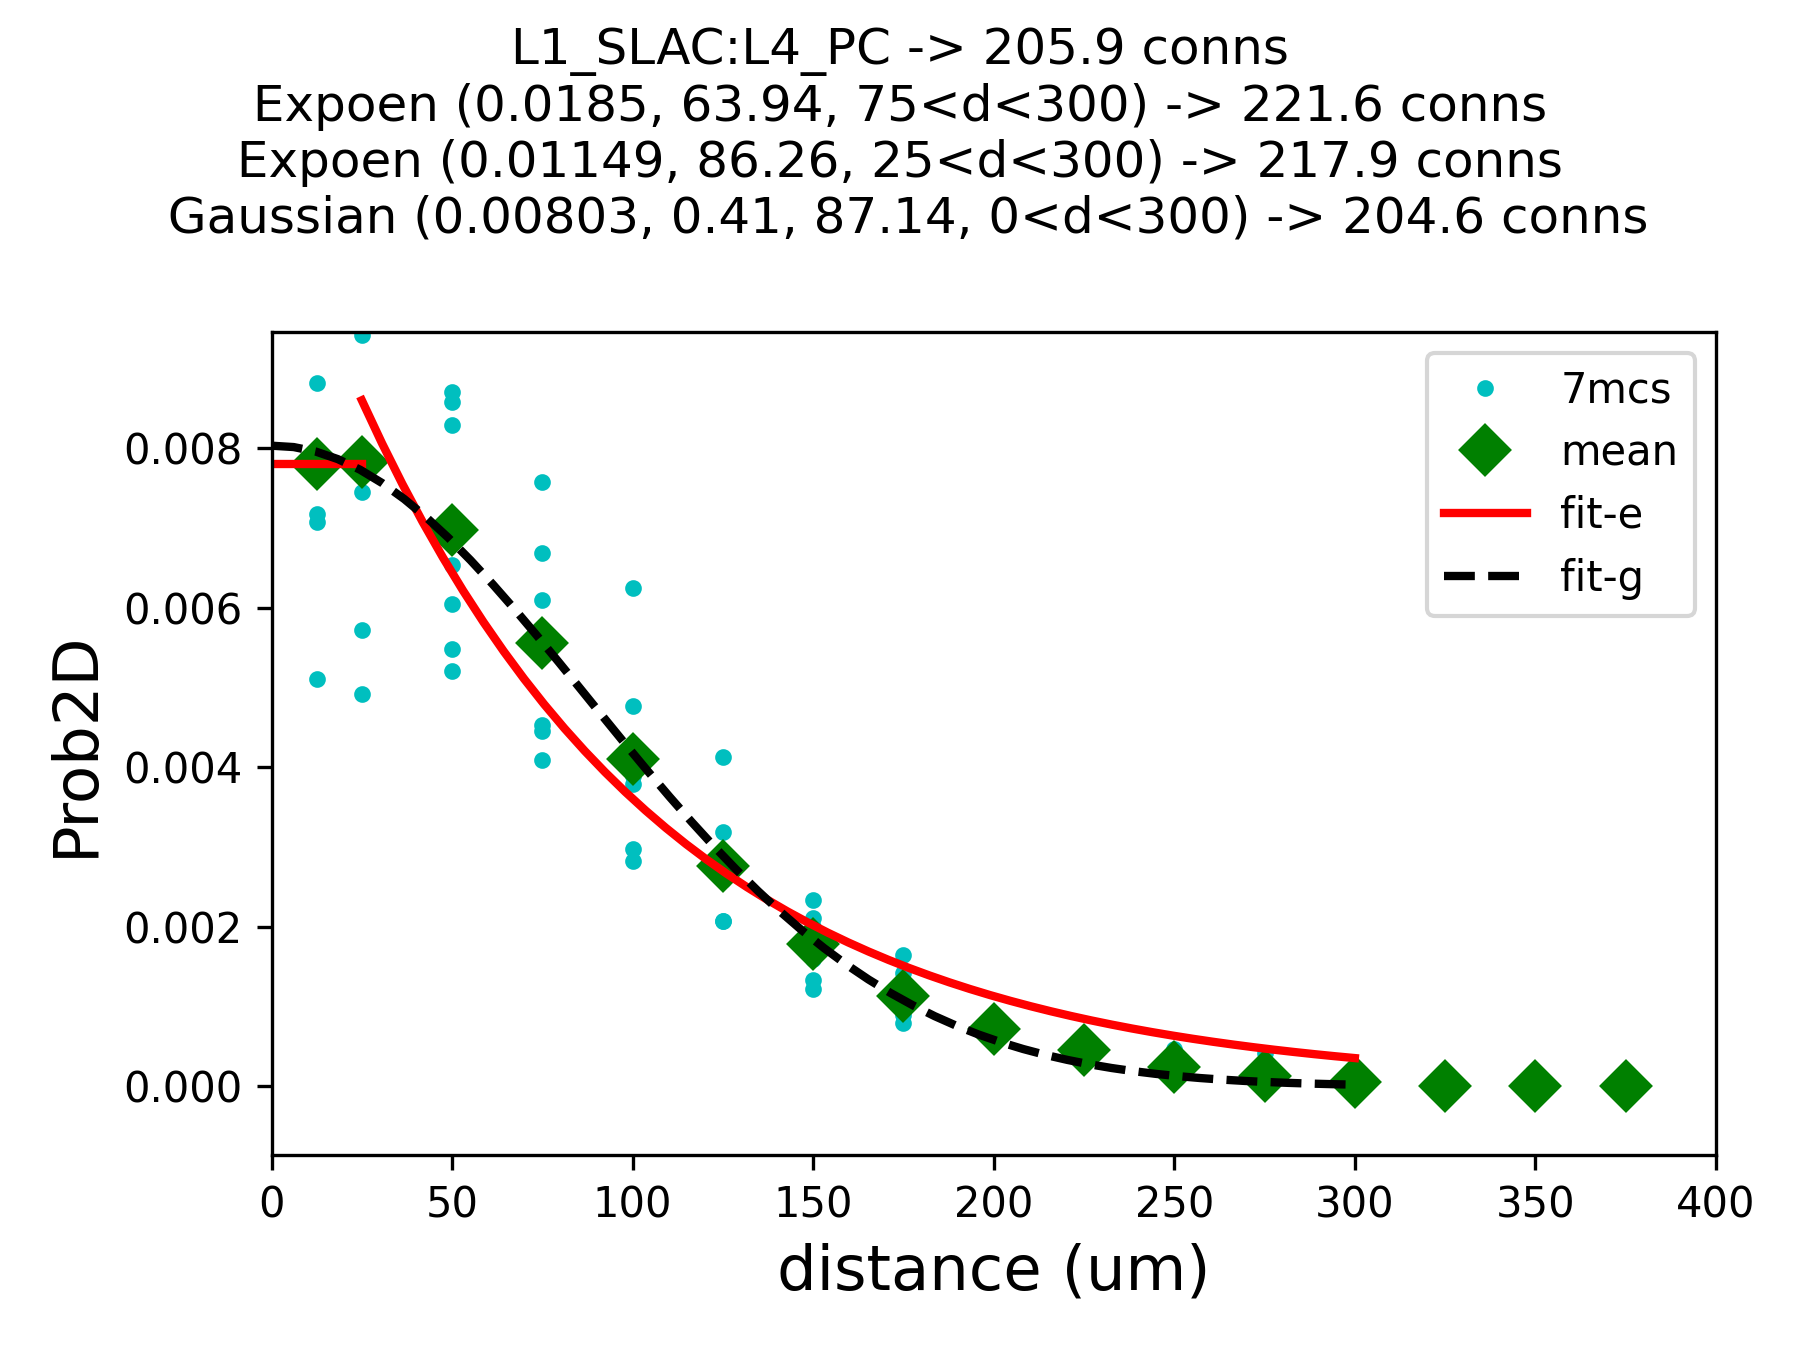 L1_SLAC:L4_PC -> 205.9 conns
Expoen (0.0185, 63.94, 75<d<300) -> 221.6 conns
Expoen (0.01149, 86.26, 25<d<300) -> 217.9 conns
Gaussian (0.00803, 0.41, 87.14, 0<d<300) -> 204.6 conns
7mcs
mean
fit-e
fit-g
Prob2D
0.008
0.006
0.004
0.002
0.000
0 50 100 150 200 250 300 350 400
distance (um)